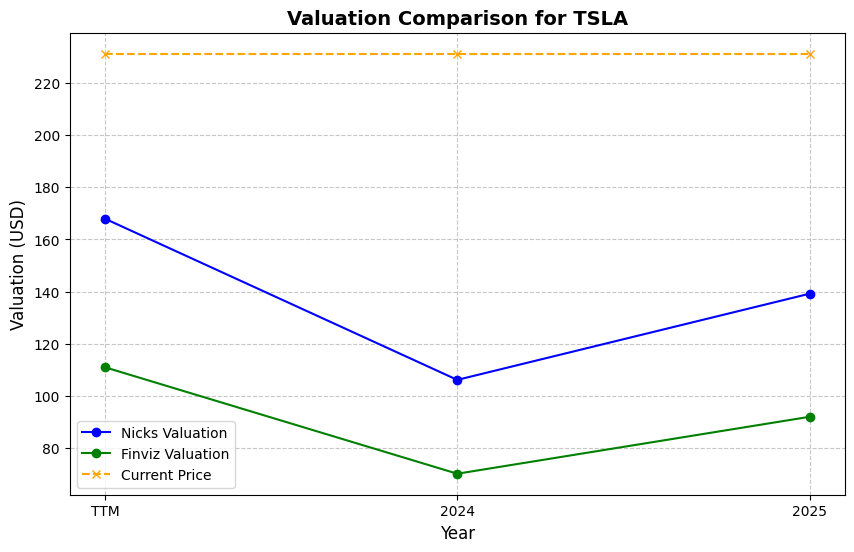 Valuation Comparison for TSLA
Valuation (USD)
220
200
180
160
140
120
100
80
Nicks Valuation
Finviz Valuation
Current Price
TTM
2024
2025
Year